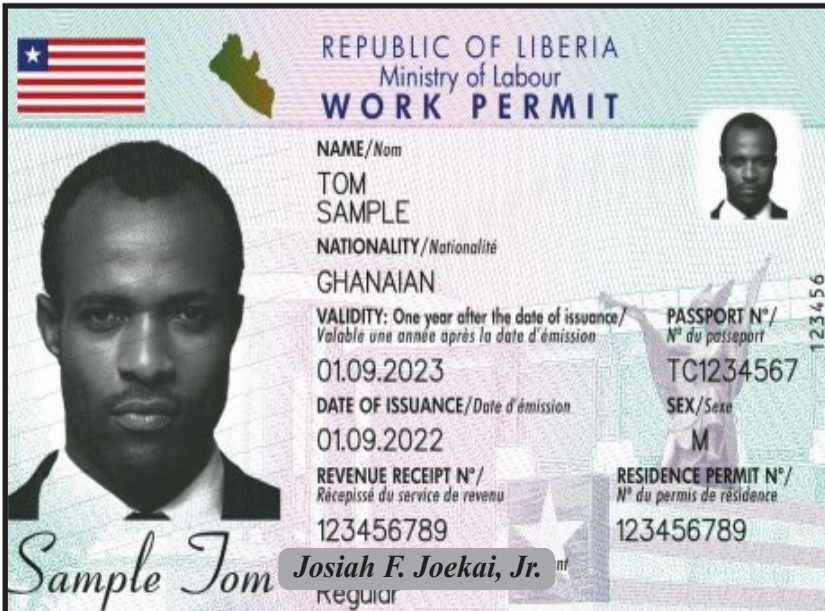 REPUBLIC OF LIBERIA
Ministry of Labour
WORK PERMIT
NAME/Nom
TOM
SAMPLE
NATIONALITY/Nationalité
GHANAIAN
VALIDITY: One year after the date of issuance/
Valable une année après la date d'émission
01.09.2023
PASSPORT N°/
N° du passeport
TC1234567
123456
DATE OF ISSUANCE/Date d'émission
01.09.2022
SEX/Sexe
M
REVENUE RECEIPT N°/
Récepissé du service de revenu
123456789
RESIDENCE PERMIT N°/
N° du permis de résidence
123456789
Sample Tom
Josiah F. Joekai, Jr.
Regular